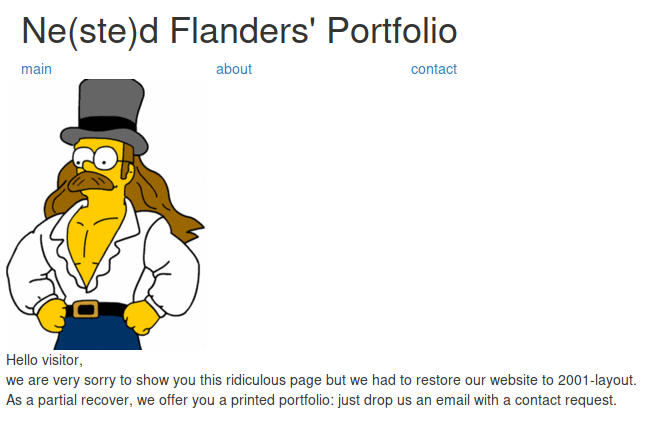 Ne(ste)d Flanders' Portfolio
main about contact
Hello visitor,
we are very sorry to show you this ridiculous page but we had to restore our website to 2001-layout.
As a partial recover, we offer you a printed portfolio: just drop us an email with a contact request.